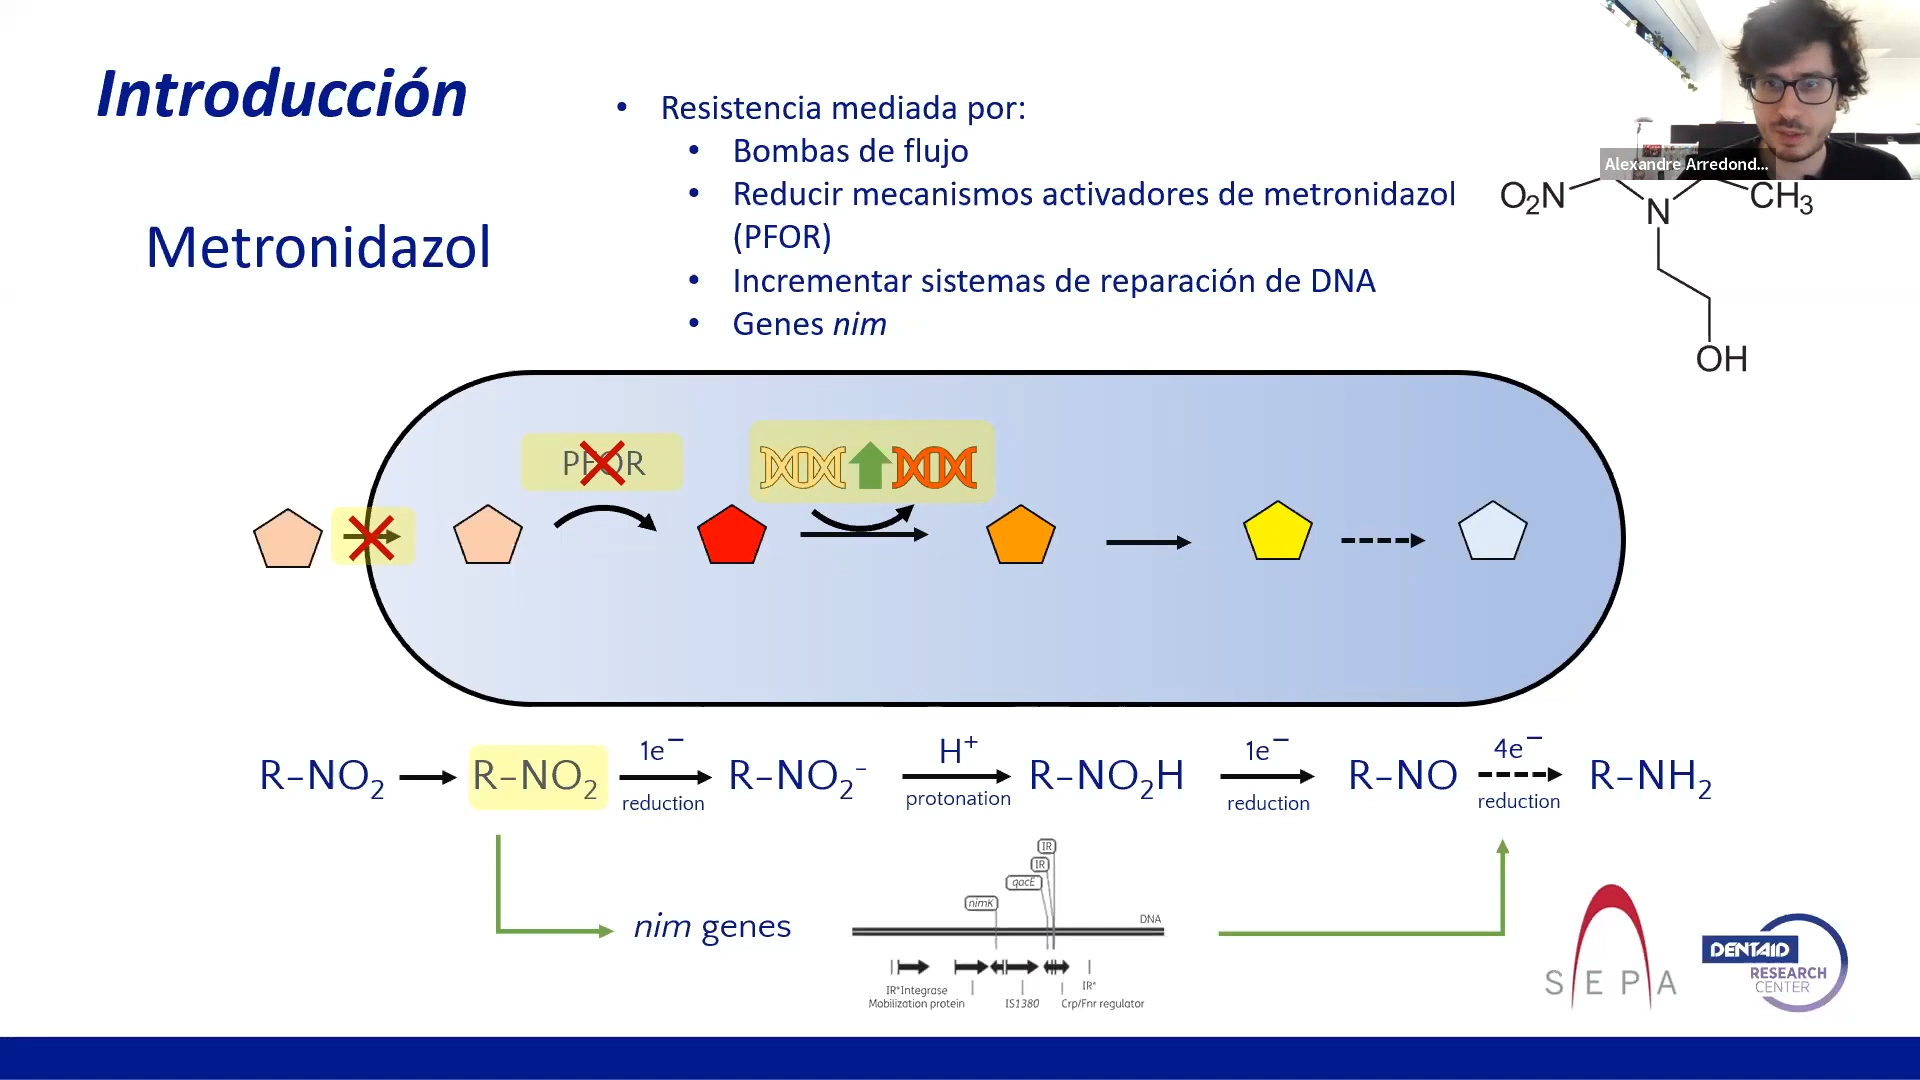 Introducción
Metronidazol
• Resistencia mediada por:
• Bombas de flujo
• Reducir mecanismos activadores de metronidazol
(PFOR)
• Incrementar sistemas de reparación de DNA
• Genes nim
Alexandre Arredond...
O₂N
N
CH₃
OH
PFOR
R–NO₂ R–NO₂ 1e⁻ reduction R–NO₂⁻ H⁺ protonation R–NO₂H 1e⁻ reduction R–NO 4e⁻ reduction R–NH₂
nim genes
IR
IR
qacE
nimK
DNA
IR*Integrase
Mobilization protein
IS1380
IR*
Crp/Fnr regulator
SEPA
DENTAID
RESEARCH
CENTER